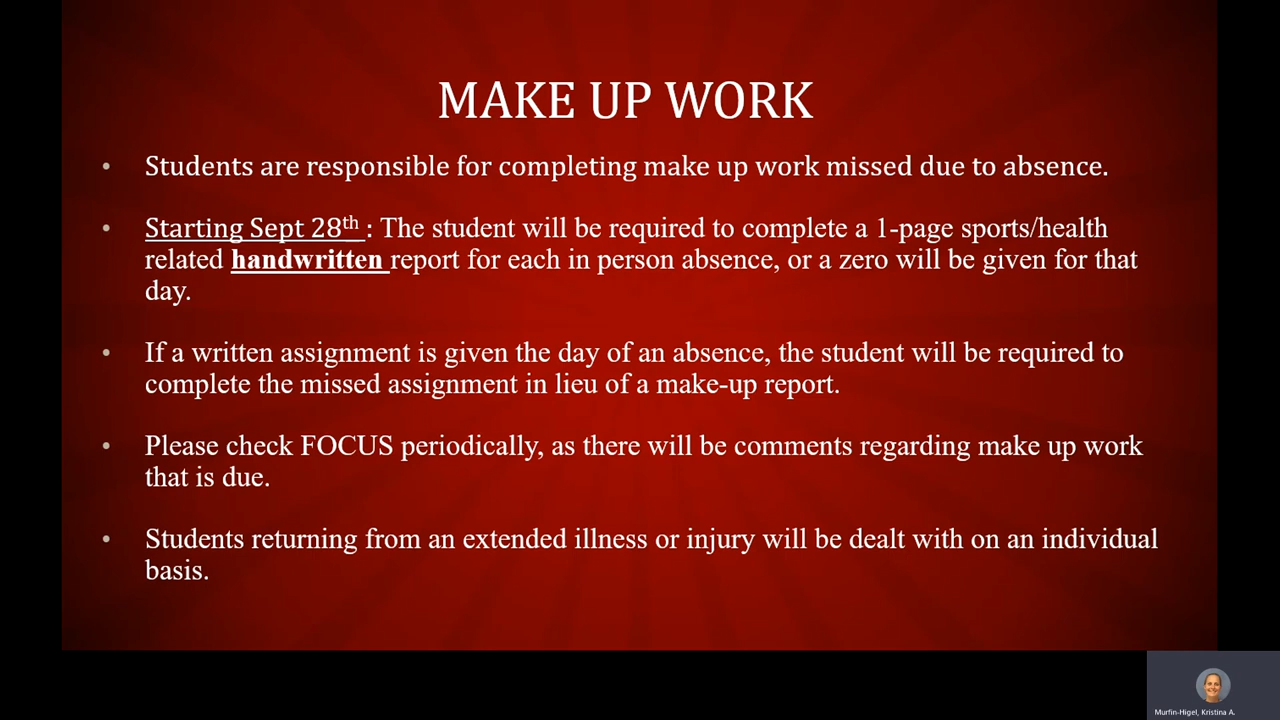 MAKE UP WORK
• Students are responsible for completing make up work missed due to absence.
• Starting Sept 28th : The student will be required to complete a 1-page sports/health
related handwritten report for each in person absence, or a zero will be given for that
day.
• If a written assignment is given the day of an absence, the student will be required to
complete the missed assignment in lieu of a make-up report.
• Please check FOCUS periodically, as there will be comments regarding make up work
that is due.
• Students returning from an extended illness or injury will be dealt with on an individual
basis.
Murfin-Higel, Kristina A.